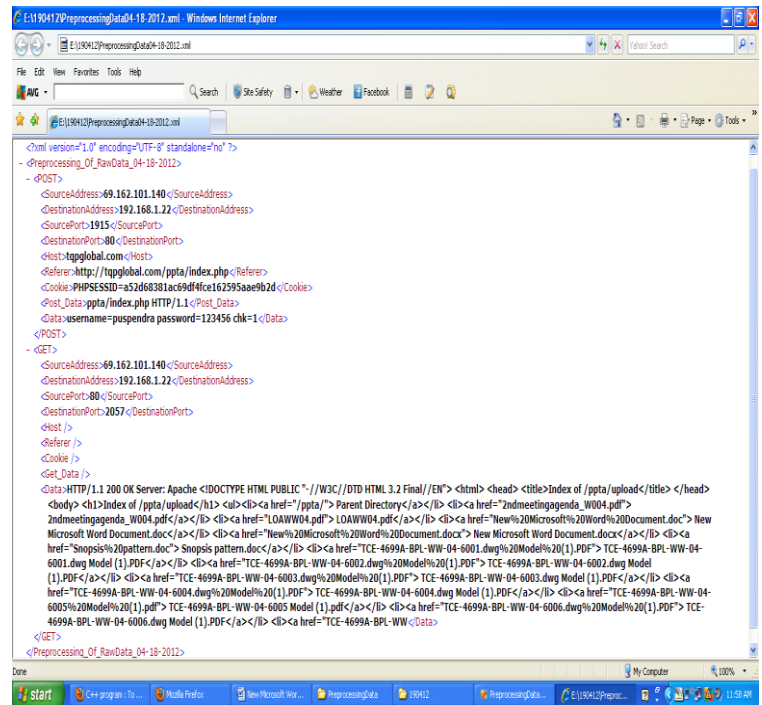 E:\190412\PreprocessingData04-18-2012.xml - Windows Internet Explorer
E:\190412\PreprocessingData04-18-2012.xml
Yahoo! Search
File Edit View Favorites Tools Help
AVG Search Site Safety Weather Facebook
E:\190412\PreprocessingData04-18-2012.xml
Page Tools
<?xml version="1.0" encoding="UTF-8" standalone="no" ?>
- <Preprocessing_Of_RawData_04-18-2012>
- <POST>
<SourceAddress>69.162.101.140</SourceAddress>
<DestinationAddress>192.168.1.22</DestinationAddress>
<SourcePort>1915</SourcePort>
<DestinationPort>80</DestinationPort>
<Host>tqpglobal.com</Host>
<Referer>http://tqpglobal.com/ppta/index.php</Referer>
<Cookie>PHPSESSID=a52d68381ac69df4fce162595aae9b2d</Cookie>
<Post_Data>ppta/index.php HTTP/1.1</Post_Data>
<Data>username=puspendra password=123456 chk=1</Data>
</POST>
- <GET>
<SourceAddress>69.162.101.140</SourceAddress>
<DestinationAddress>192.168.1.22</DestinationAddress>
<SourcePort>80</SourcePort>
<DestinationPort>2057</DestinationPort>
<Host />
<Referer />
<Cookie />
<Get_Data />
<Data>HTTP/1.1 200 OK Server: Apache <!DOCTYPE HTML PUBLIC "-//W3C//DTD HTML 3.2 Final//EN"> <html> <head> <title>Index of /ppta/upload</title> </head>
<body> <h1>Index of /ppta/upload</h1> <ul><li><a href="/ppta/"> Parent Directory</a></li> <li><a href="2ndmeetingagenda_W004.pdf">
2ndmeetingagenda_W004.pdf</a></li> <li><a href="LOAWW04.pdf"> LOAWW04.pdf</a></li> <li><a href="New%20Microsoft%20Word%20Document.doc"> New
Microsoft Word Document.doc</a></li> <li><a href="New%20Microsoft%20Word%20Document.docx"> New Microsoft Word Document.docx</a></li> <li><a
href="Snopsis%20pattern.doc"> Snopsis pattern.doc</a></li> <li><a href="TCE-4699A-BPL-WW-04-6001.dwg%20Model%20(1).PDF"> TCE-4699A-BPL-WW-04-
6001.dwg Model (1).PDF</a></li> <li><a href="TCE-4699A-BPL-WW-04-6002.dwg%20Model%20(1).PDF"> TCE-4699A-BPL-WW-04-6002.dwg Model
(1).PDF</a></li> <li><a href="TCE-4699A-BPL-WW-04-6003.dwg%20Model%20(1).PDF"> TCE-4699A-BPL-WW-04-6003.dwg Model (1).PDF</a></li> <li><a
href="TCE-4699A-BPL-WW-04-6004.dwg%20Model%20(1).PDF"> TCE-4699A-BPL-WW-04-6004.dwg Model (1).PDF</a></li> <li><a href="TCE-4699A-BPL-WW-04-
6005%20Model%20(1).pdf"> TCE-4699A-BPL-WW-04-6005 Model (1).pdf</a></li> <li><a href="TCE-4699A-BPL-WW-04-6006.dwg%20Model%20(1).PDF"> TCE-
4699A-BPL-WW-04-6006.dwg Model (1).PDF</a></li> <li><a href="TCE-4699A-BPL-WW</Data>
</GET>
</Preprocessing_Of_RawData_04-18-2012>
Done My Computer 100%
start C++ program : To ... Mozilla Firefox New Microsoft Wor... PreprocessingData 190412 PreprocessingData... E:\190412\Preproc... 11:58 AM